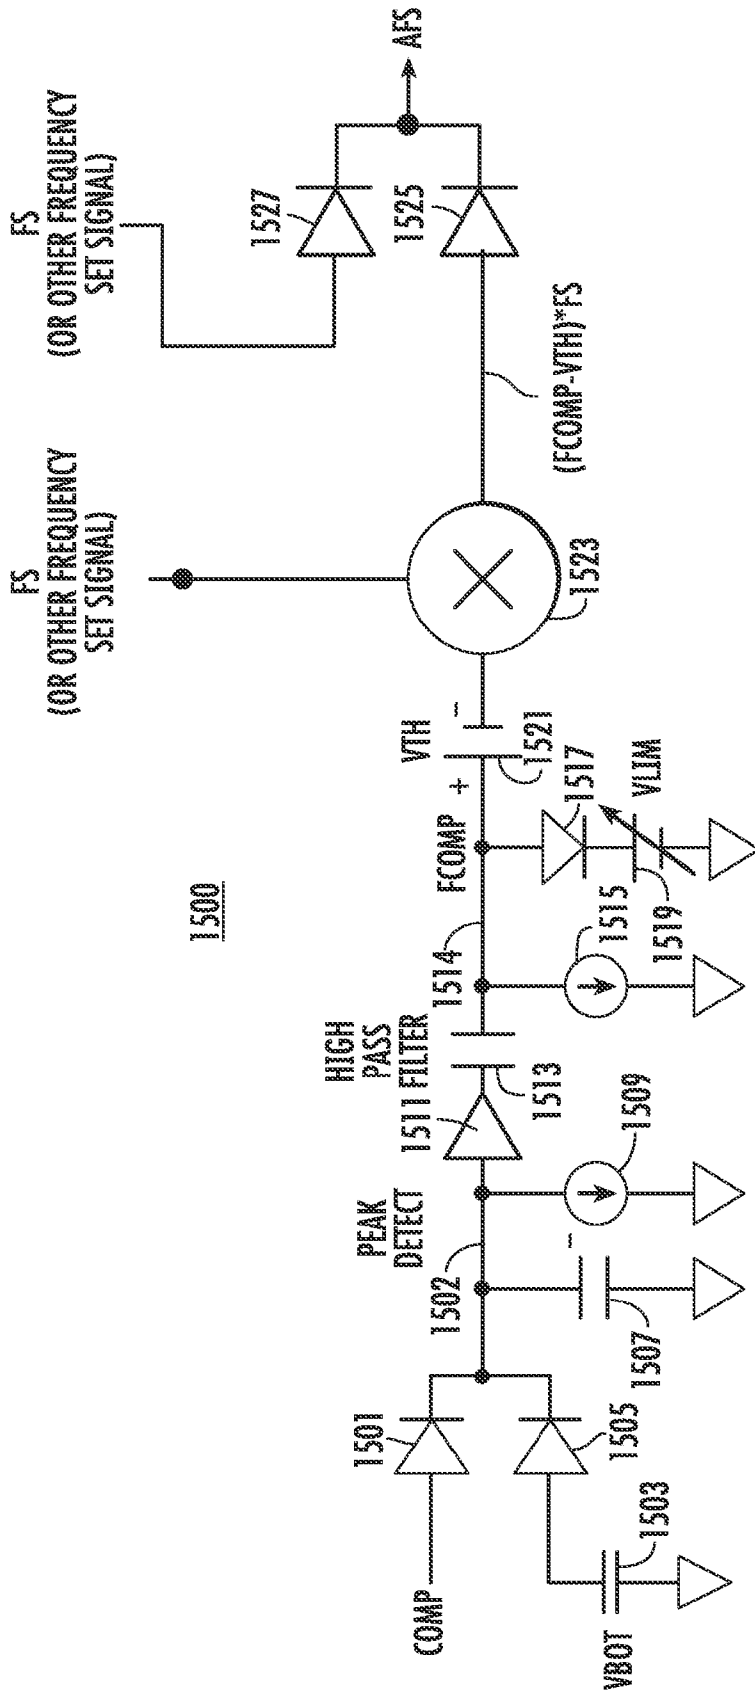 FS
(OR OTHER FREQUENCY
SET SIGNAL)
FS
(OR OTHER FREQUENCY
SET SIGNAL)
AFS
1527
1525
(FCOMP-VTH)*FS
1523
1500
VTH
+
-
1521
FCOMP
1517
VLIM
1519
1514
1515
HIGH
PASS
FILTER
1511
1513
PEAK
DETECT
1502
1509
-
1507
1501
COMP
1505
1503
VBOT